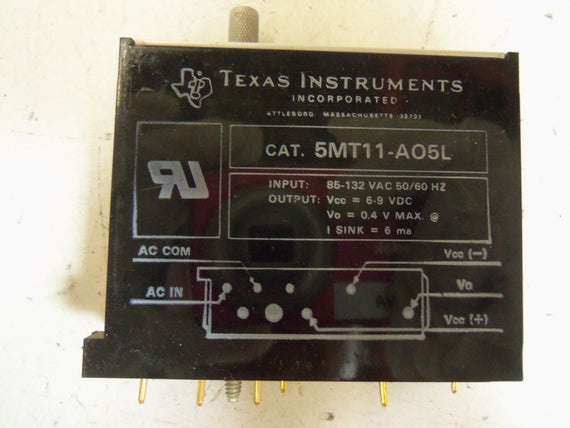 TEXAS INSTRUMENTS
INCORPORATED
ATTLEBORO MASSACHUSETTS 02703
CAT. 5MT11-AO5L
INPUT: 85-132 VAC 50/60 HZ
OUTPUT: Vcc = 6-9 VDC
Vo = 0.4 V MAX. @
I SINK = 6 ma
AC COM
Vcc (-)
AC IN
Vo
Vcc (+)